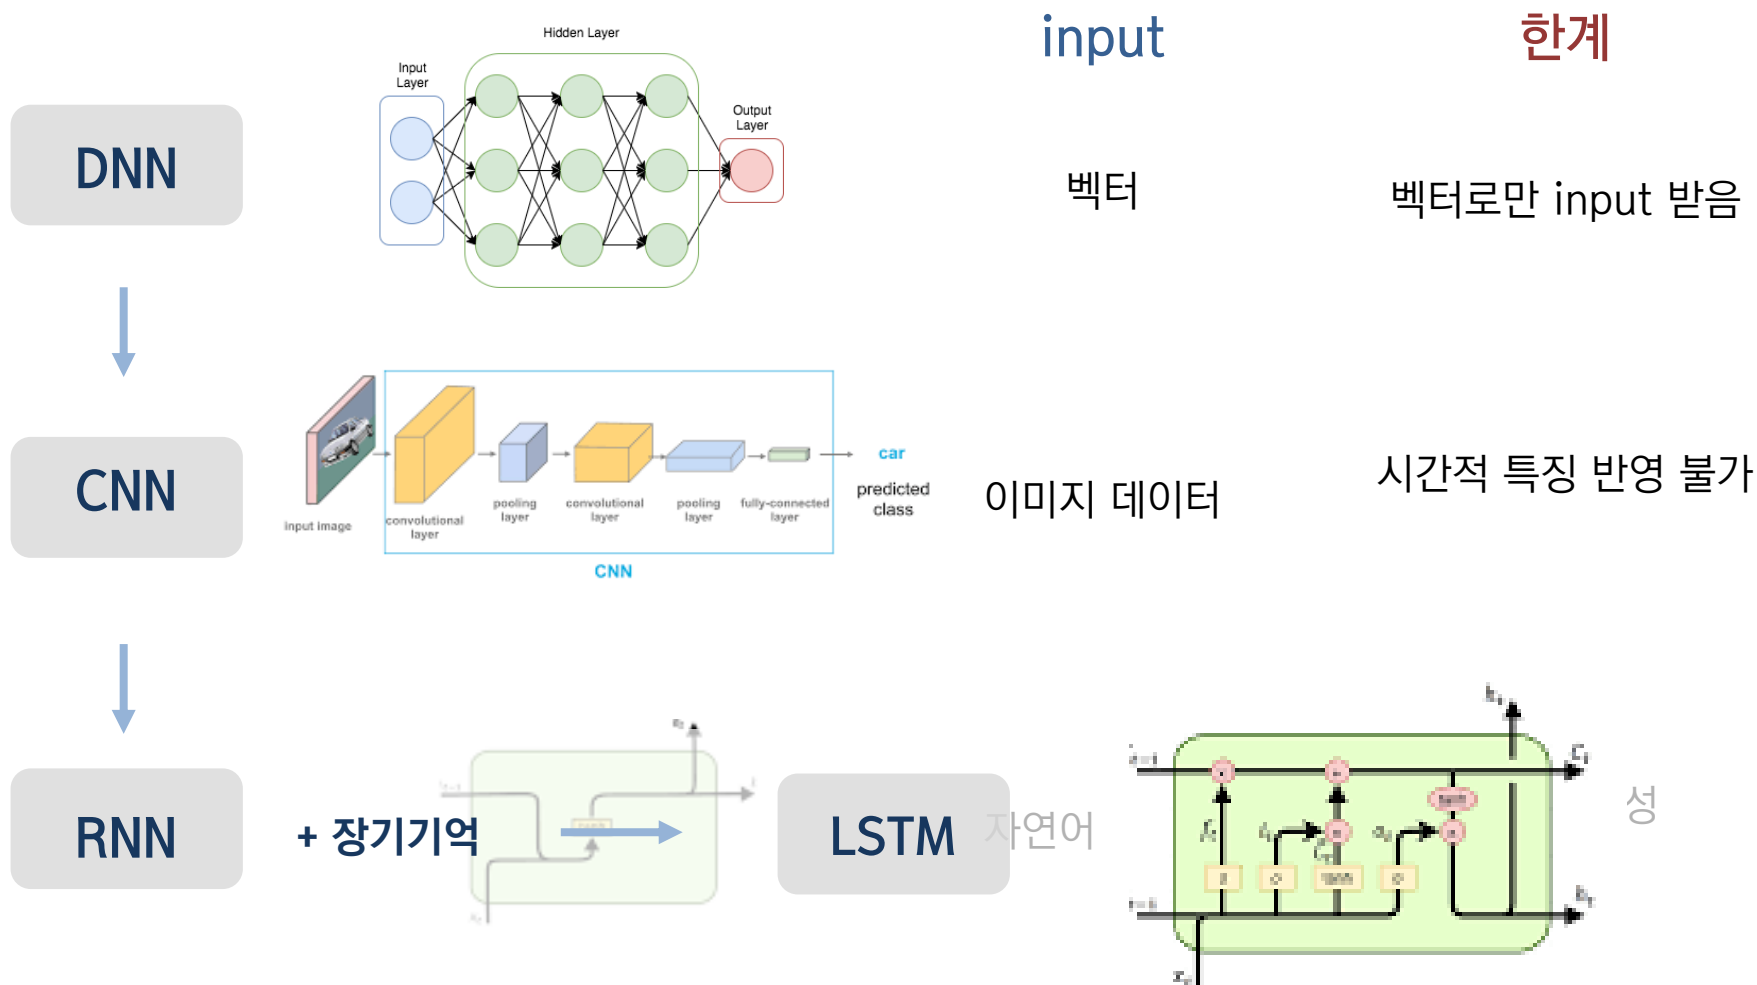 input
한계
Hidden Layer
Input
Layer
Output
Layer
DNN
벡터
벡터로만 input 받음
CNN
input image
convolutional
layer
pooling
layer
convolutional
layer
pooling
layer
fully-connected
layer
car
predicted
class
CNN
이미지 데이터
시간적 특징 반영 불가
RNN
+ 장기기억
LSTM
자연어
성